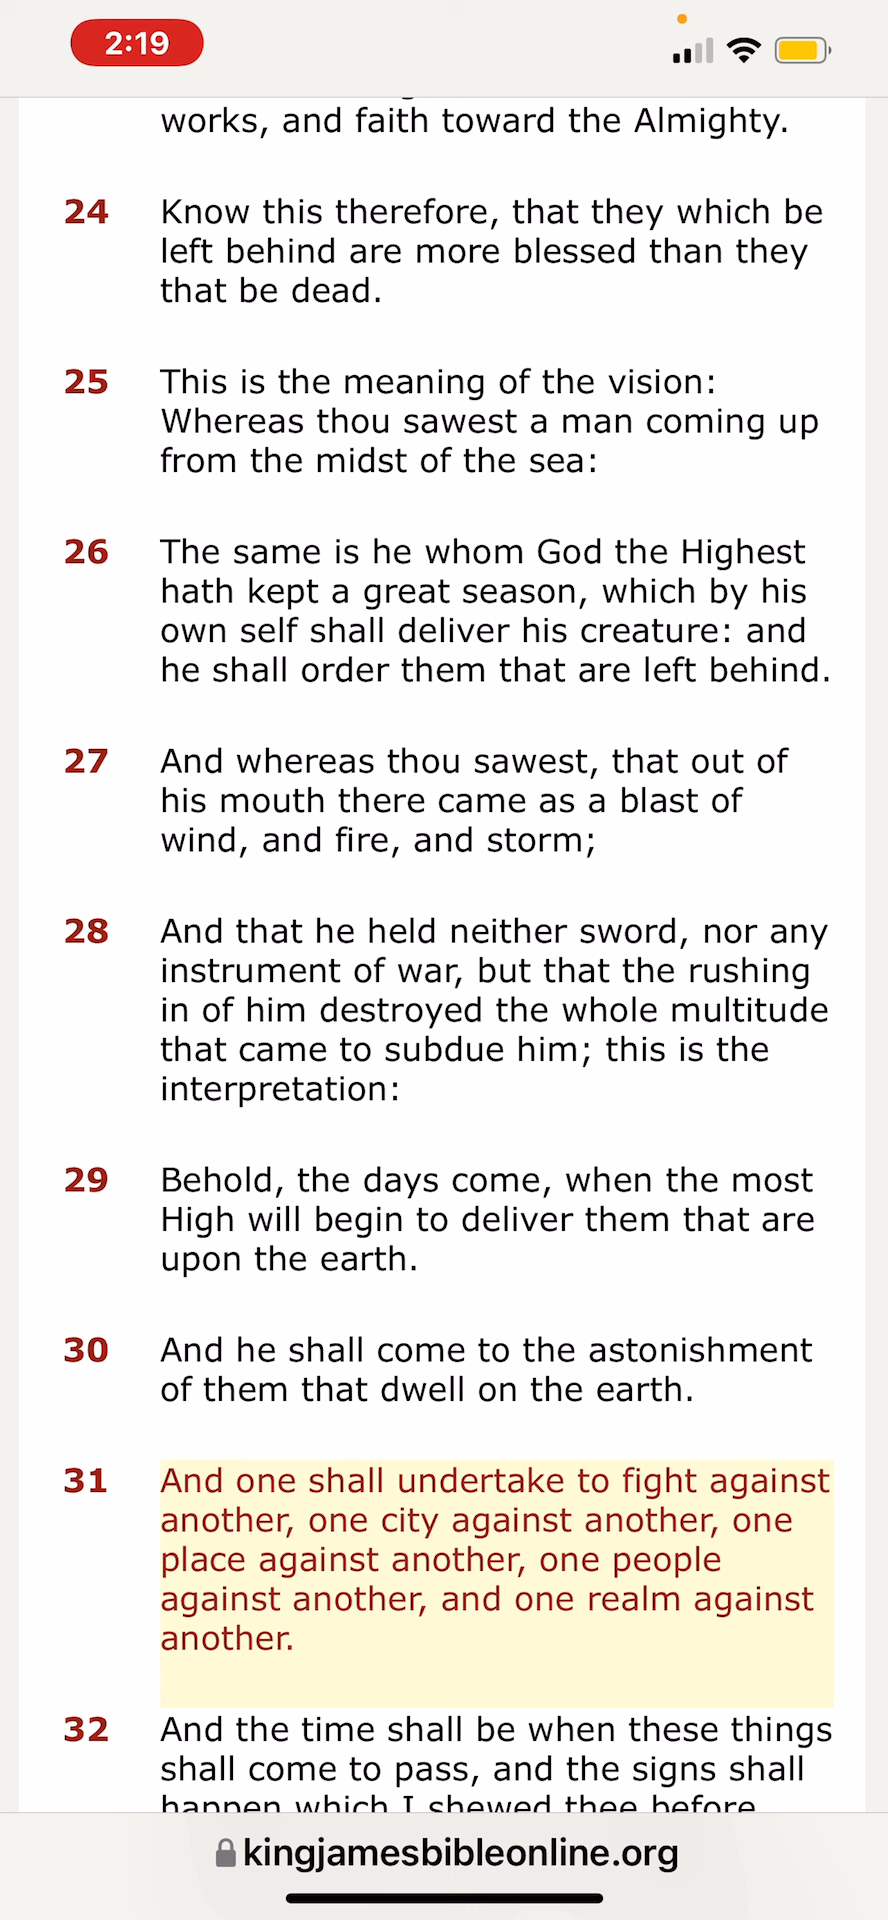 2:19
works, and faith toward the Almighty.
24 Know this therefore, that they which be
left behind are more blessed than they
that be dead.
25 This is the meaning of the vision:
Whereas thou sawest a man coming up
from the midst of the sea:
26 The same is he whom God the Highest
hath kept a great season, which by his
own self shall deliver his creature: and
he shall order them that are left behind.
27 And whereas thou sawest, that out of
his mouth there came as a blast of
wind, and fire, and storm;
28 And that he held neither sword, nor any
instrument of war, but that the rushing
in of him destroyed the whole multitude
that came to subdue him; this is the
interpretation:
29 Behold, the days come, when the most
High will begin to deliver them that are
upon the earth.
30 And he shall come to the astonishment
of them that dwell on the earth.
31 And one shall undertake to fight against
another, one city against another, one
place against another, one people
against another, and one realm against
another.
32 And the time shall be when these things
shall come to pass, and the signs shall
happen which I shewed thee before
kingjamesbibleonline.org